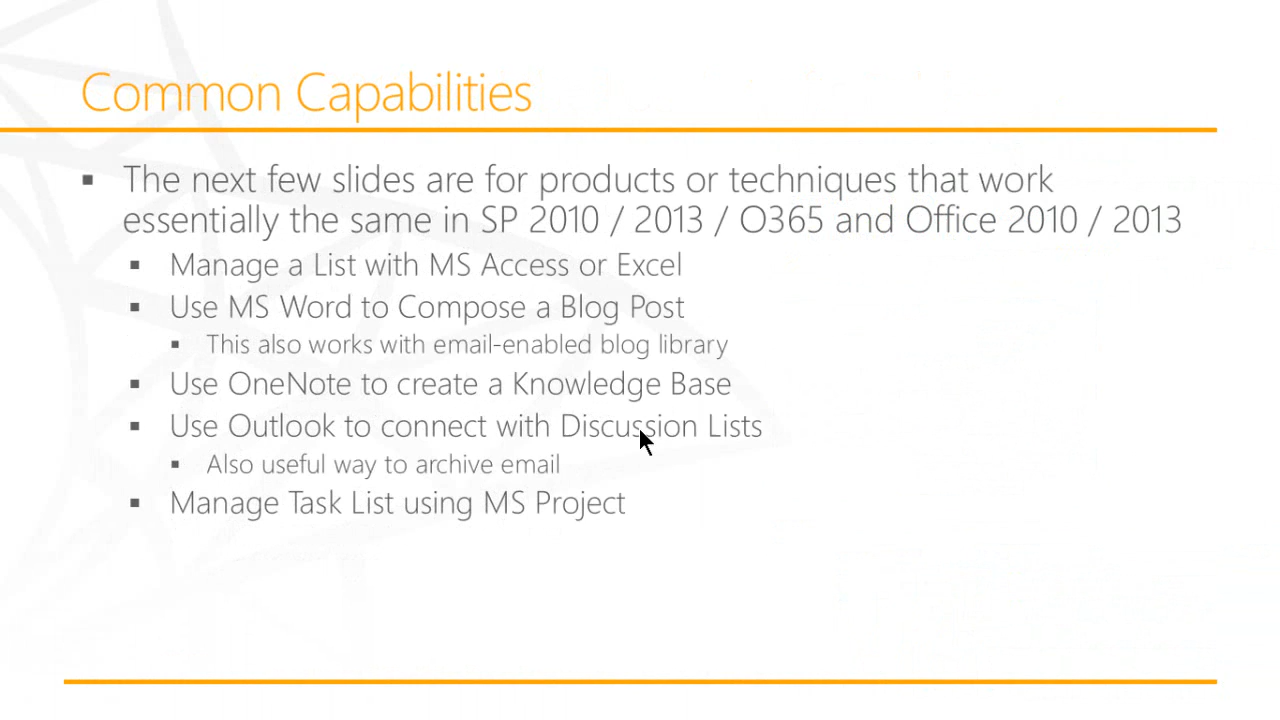 Common Capabilities
The next few slides are for products or techniques that work
essentially the same in SP 2010 / 2013 / O365 and Office 2010 / 2013
Manage a List with MS Access or Excel
Use MS Word to Compose a Blog Post
This also works with email-enabled blog library
Use OneNote to create a Knowledge Base
Use Outlook to connect with Discussion Lists
Also useful way to archive email
Manage Task List using MS Project